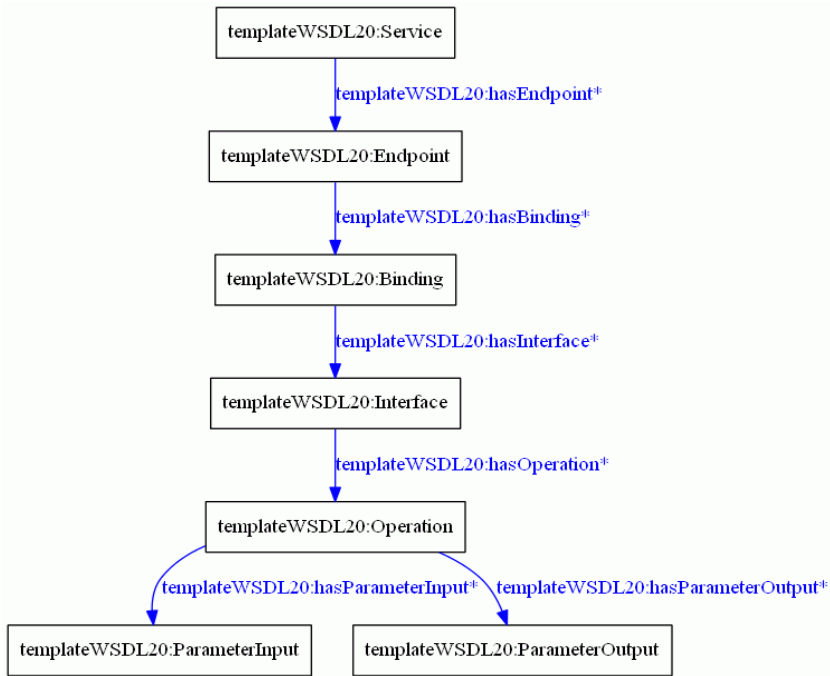 templateWSDL20:Service
templateWSDL20:hasEndpoint*
templateWSDL20:Endpoint
templateWSDL20:hasBinding*
templateWSDL20:Binding
templateWSDL20:hasInterface*
templateWSDL20:Interface
templateWSDL20:hasOperation*
templateWSDL20:Operation
templateWSDL20:hasParameterInput*
templateWSDL20:hasParameterOutput*
templateWSDL20:ParameterInput
templateWSDL20:ParameterOutput